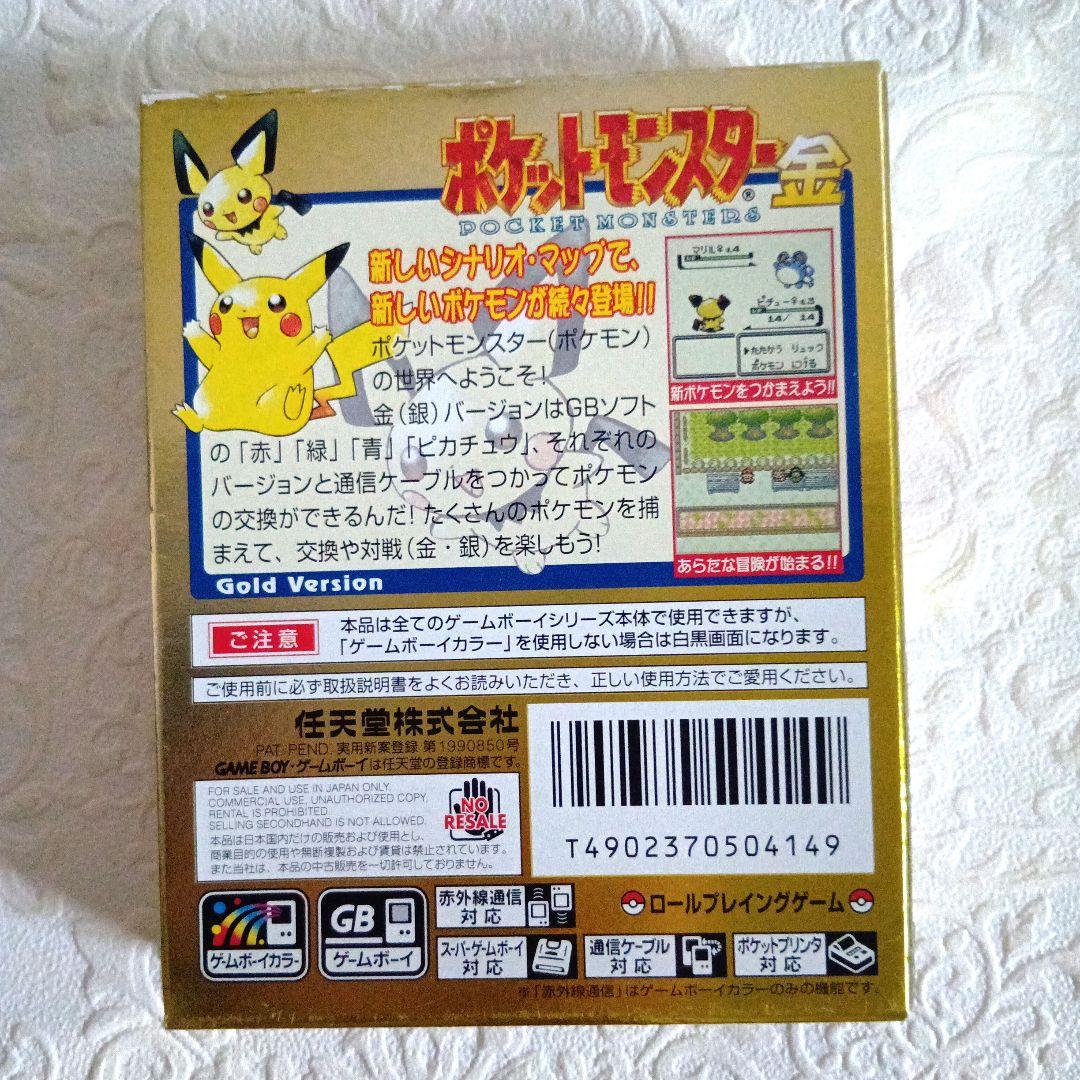 ポケットモンスター金
POCKET MONSTERS®
新しいシナリオ・マップで、
新しいポケモンが続々登場!!
ポケットモンスター(ポケモン)
の世界へようこそ!
金(銀)バージョンはGBソフト
の「赤」「緑」「青」「ピカチュウ」、それぞれの
バージョンと通信ケーブルをつかってポケモン
の交換ができるんだ!たくさんのポケモンを捕
まえて、交換や対戦(金・銀)を楽しもう!
Gold Version
マリル♀
ピチュー♀
14/ 14
▶たたかう リュック
ポケモン にげる
新ポケモンをつかまえよう!!
あらたな冒険が始まる!!
ご注意
本品は全てのゲームボーイシリーズ本体で使用できますが、
「ゲームボーイカラー」を使用しない場合は白黒画面になります。
ご使用前に必ず取扱説明書をよくお読みいただき、正しい使用方法でご愛用ください。
任天堂株式会社
PAT. PEND. 実用新案登録 第1990850号
GAME BOY・ゲームボーイは任天堂の登録商標です。
FOR SALE AND USE IN JAPAN ONLY.
COMMERCIAL USE, UNAUTHORIZED COPY,
RENTAL IS PROHIBITED
SELLING SECONDHAND IS NOT ALLOWED.
本品は日本国内だけの販売および使用とし、
商業目的の使用や無断複製および賃貸は禁止されています。
また当社は、本品の中古販売を一切許可しておりません。
NO
RESALE
T4902370504149
ゲームボーイカラー
GB
ゲームボーイ
赤外線通信
対応
ロールプレイングゲーム
スーパーゲームボーイ
対応
通信ケーブル
対応
ポケットプリンタ
対応
※「赤外線通信」はゲームボーイカラーのみの機能です。